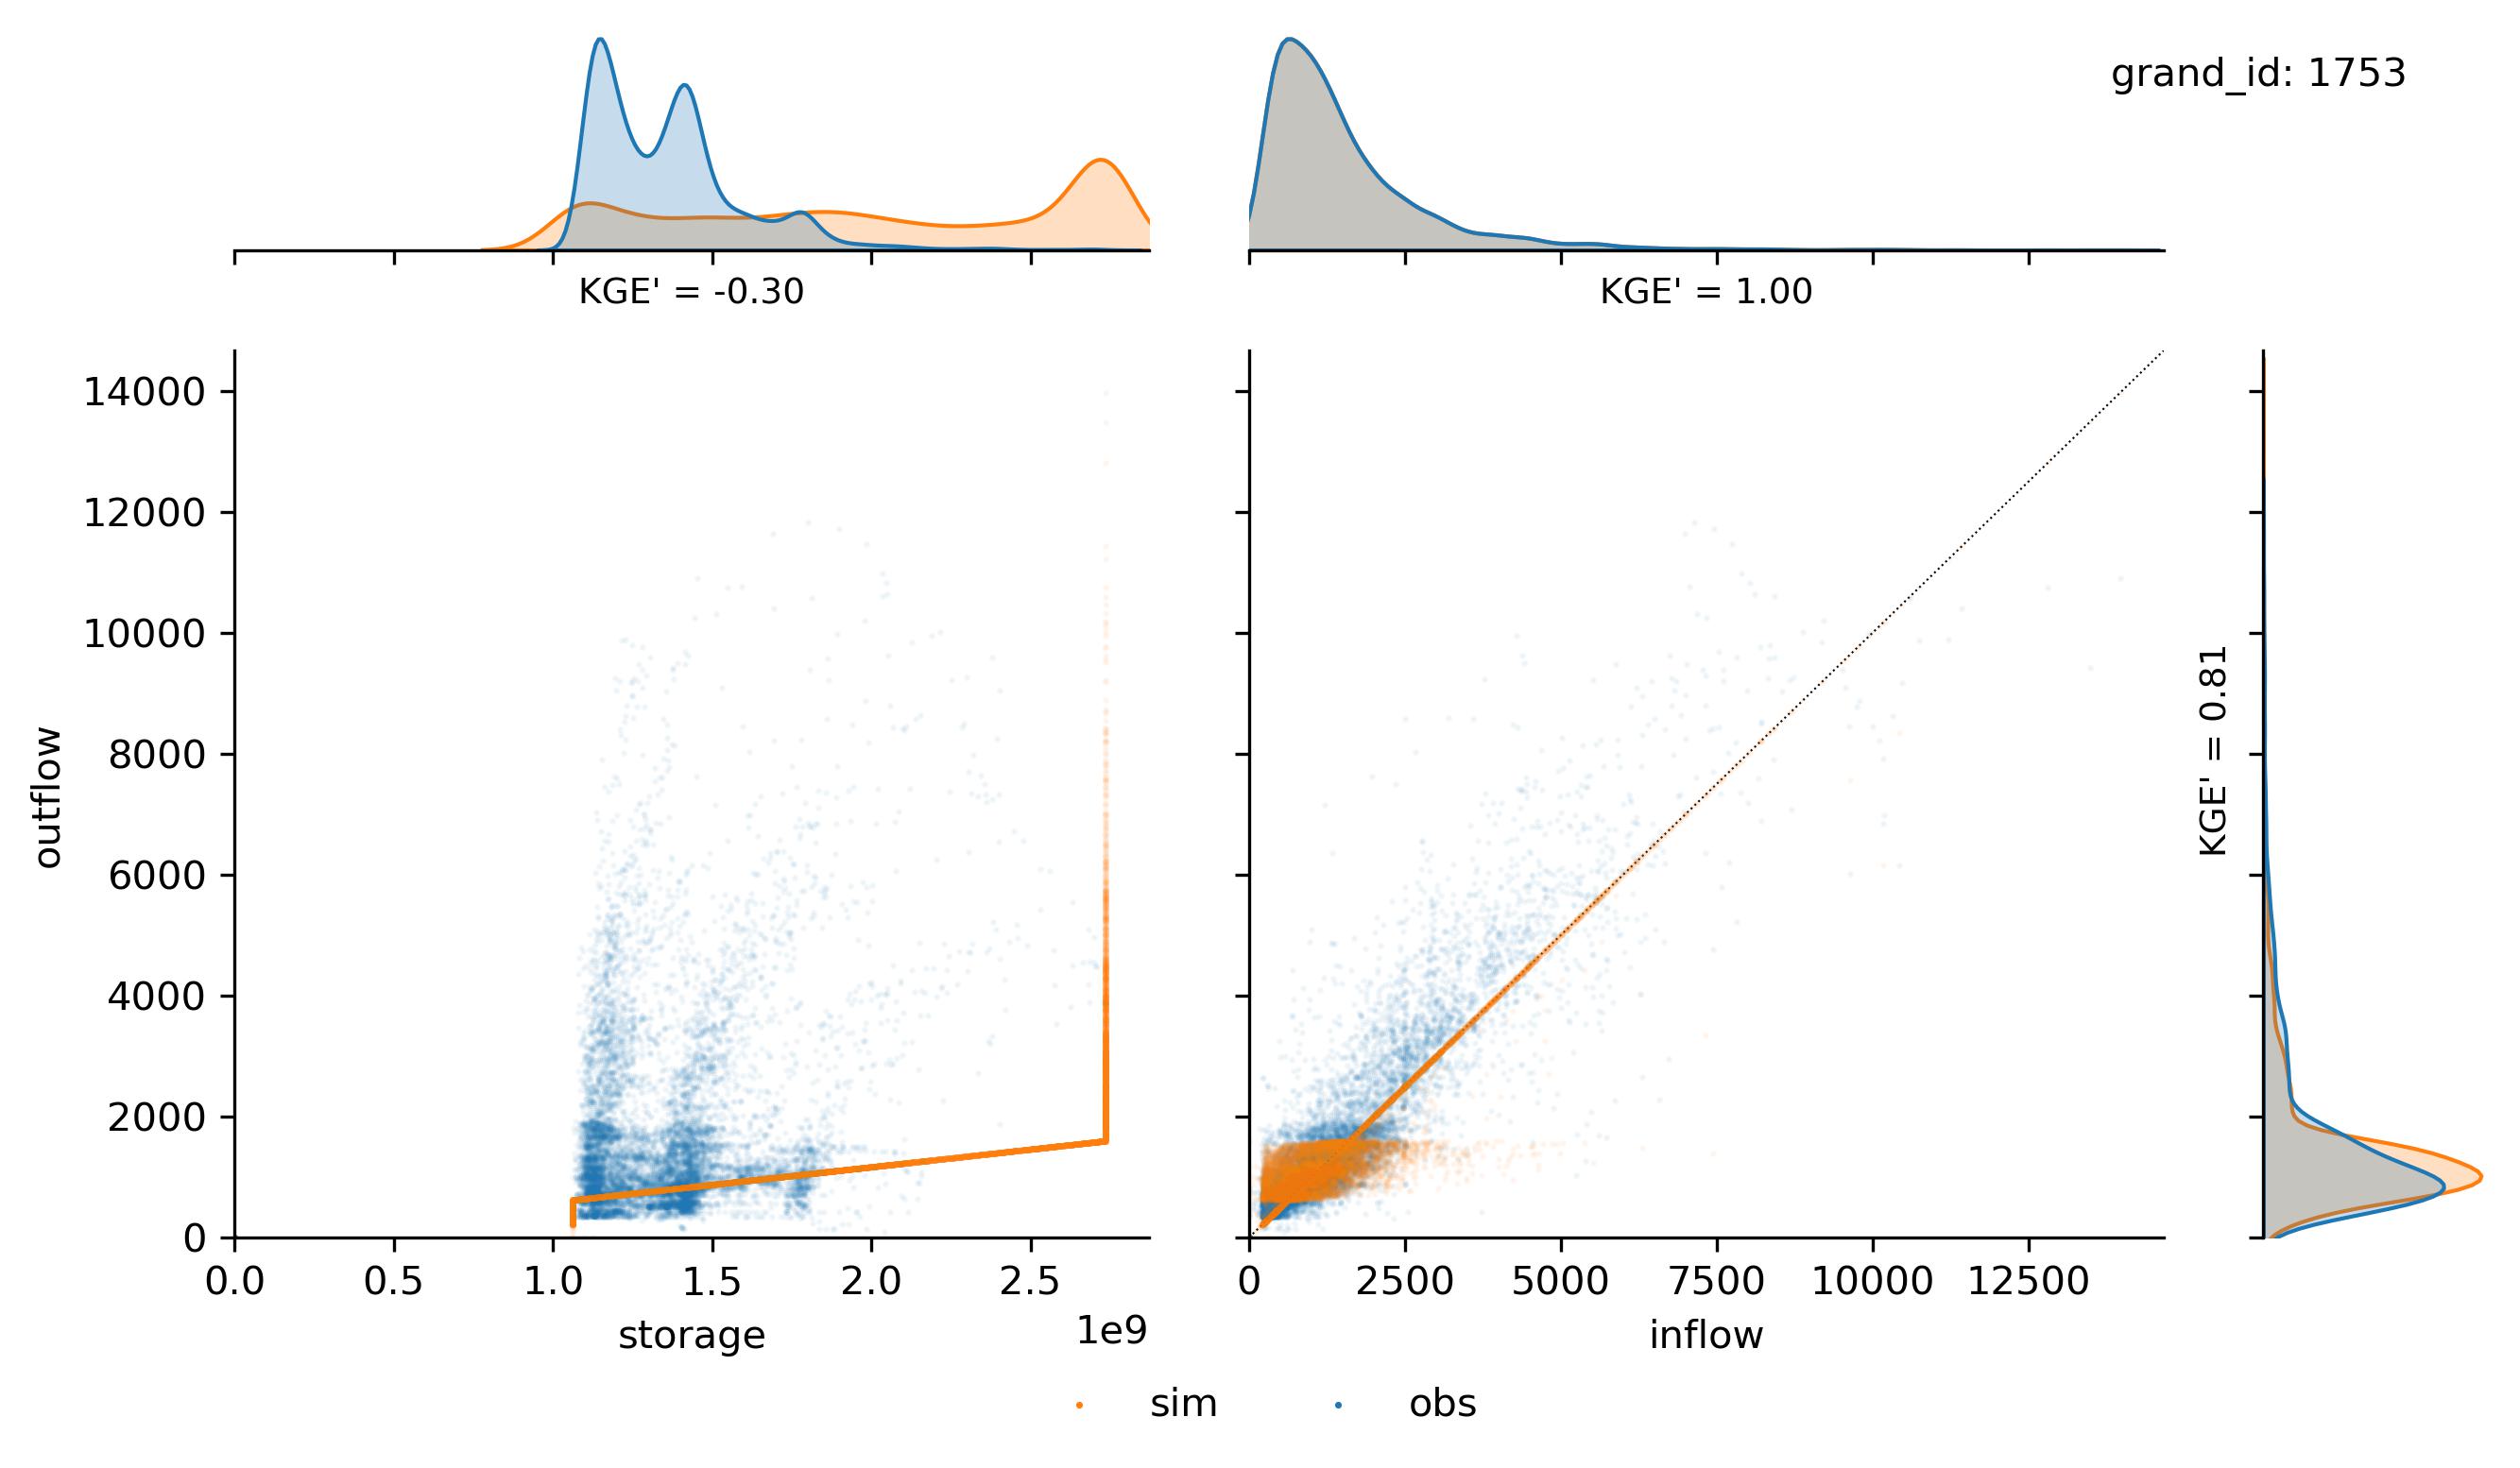 grand_id: 1753
KGE' = -0.30
KGE' = 1.00
14000
12000
10000
8000
6000
4000
2000
0
outflow
KGE' = 0.81
0.0 0.5 1.0 1.5 2.0 2.5
1e9
storage
0 2500 5000 7500 10000 12500
inflow
sim obs